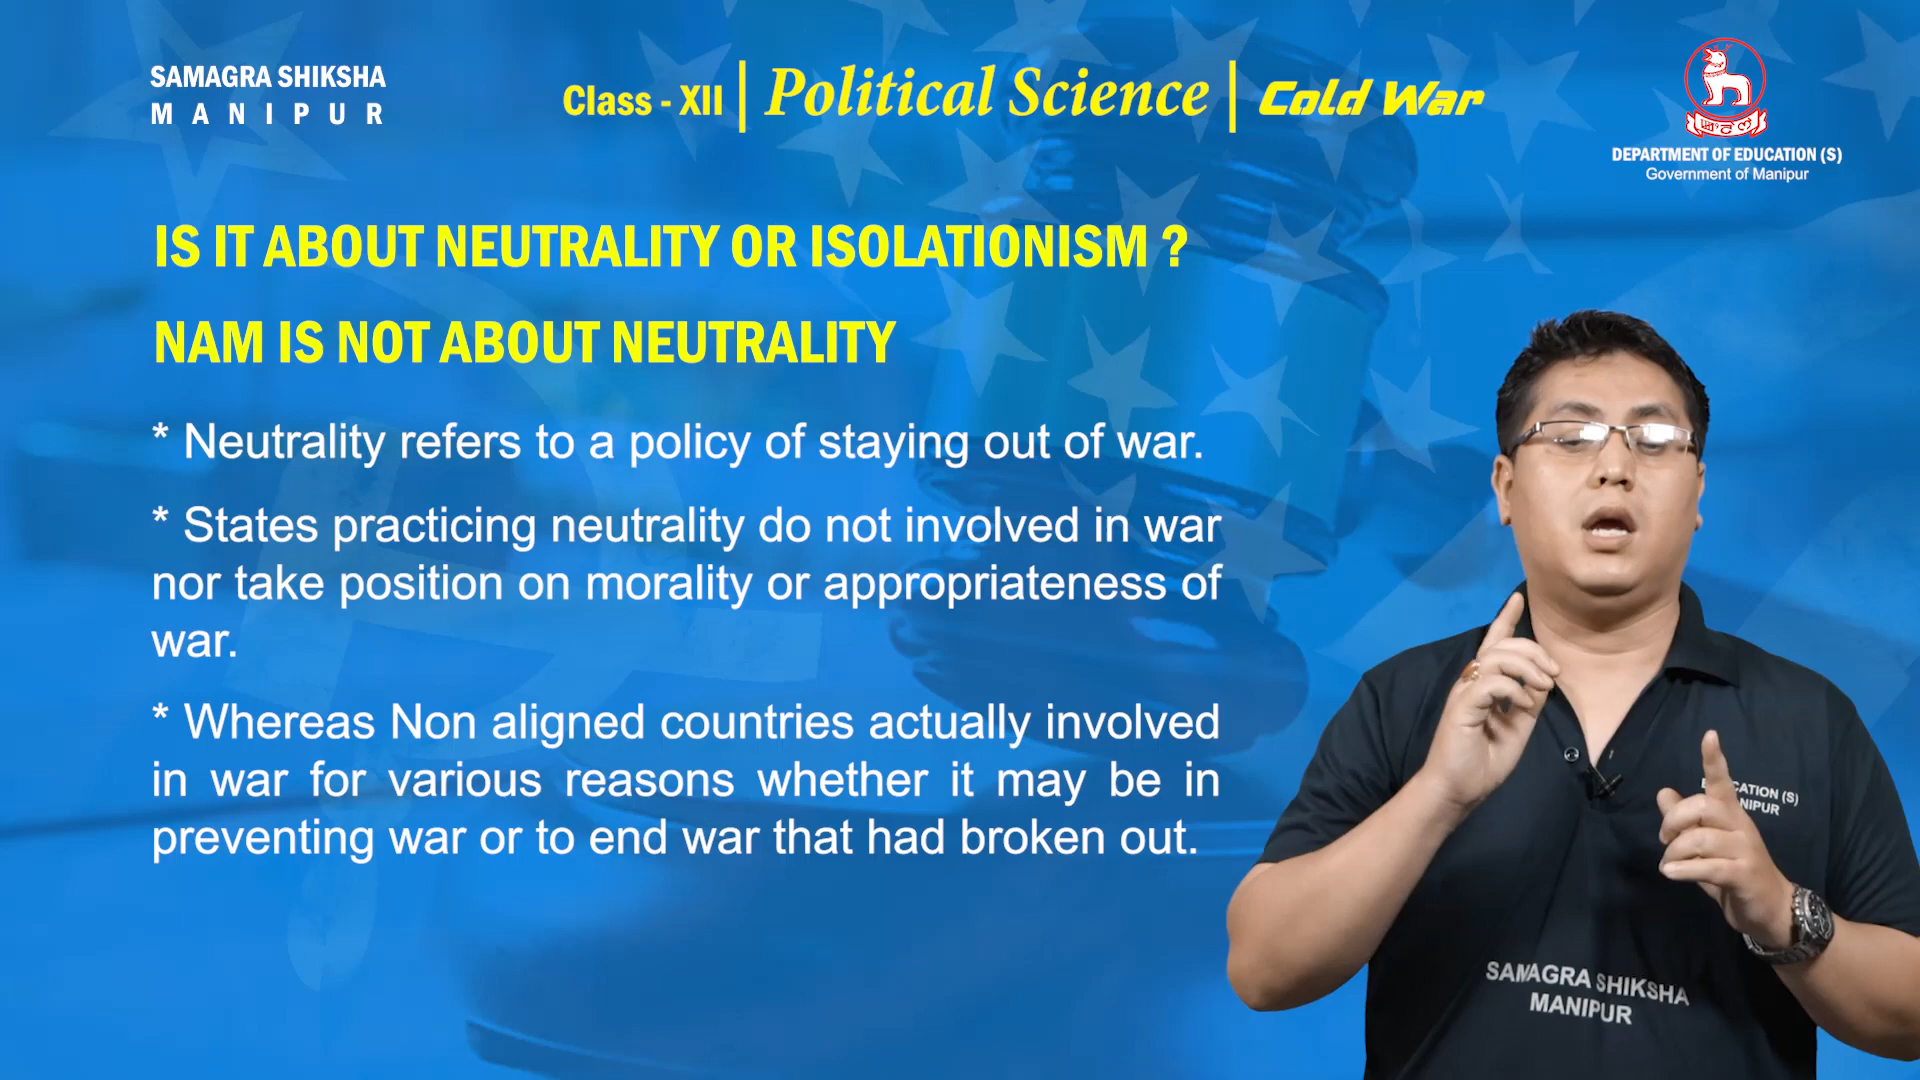 SAMAGRA SHIKSHA
MANIPUR
Class - XII | Political Science | Cold War
DEPARTMENT OF EDUCATION (S)
Government of Manipur
IS IT ABOUT NEUTRALITY OR ISOLATIONISM ?
NAM IS NOT ABOUT NEUTRALITY
* Neutrality refers to a policy of staying out of war.
* States practicing neutrality do not involved in war
nor take position on morality or appropriateness of
war.
* Whereas Non aligned countries actually involved
in war for various reasons whether it may be in
preventing war or to end war that had broken out.
(S)
SAMAGRA SHIKSHA
MANIPUR